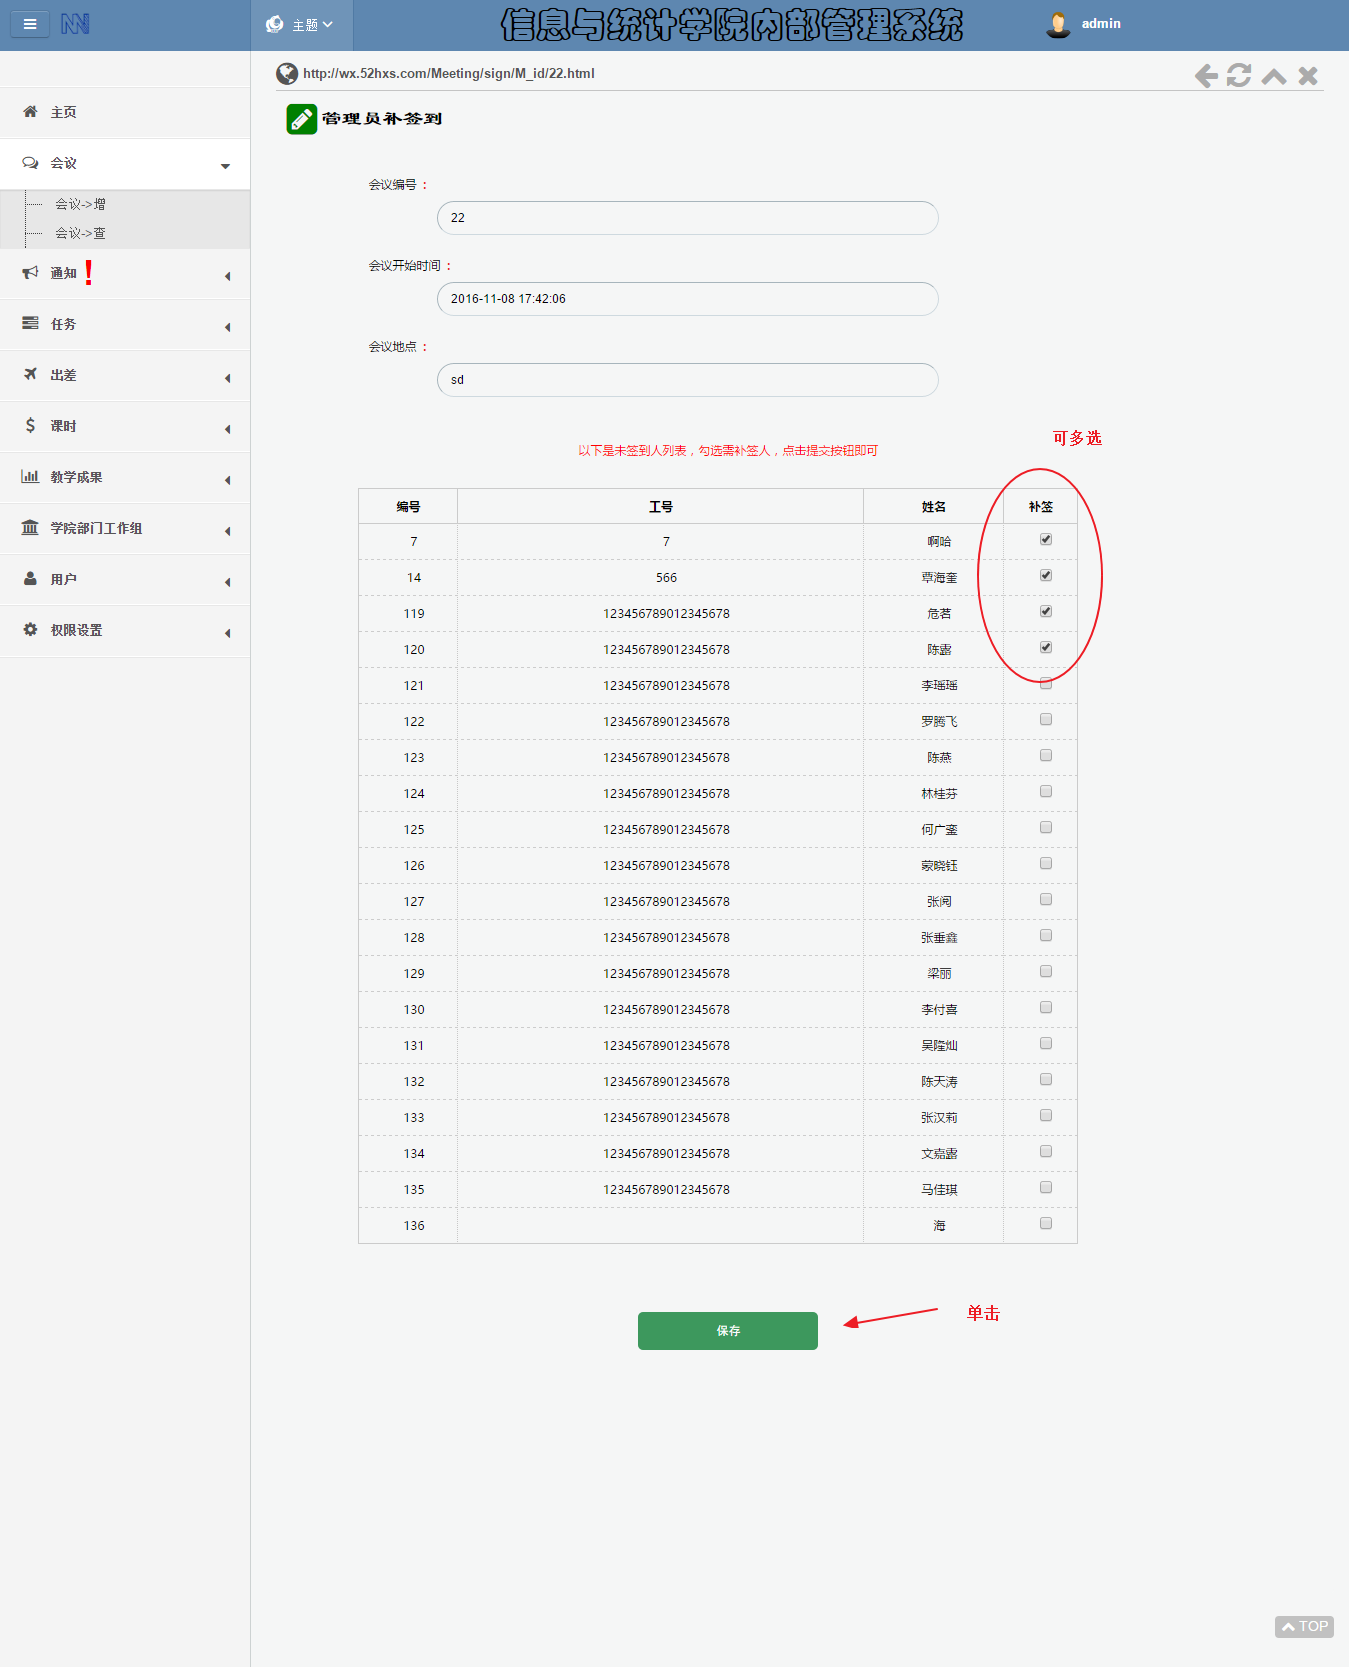 主题
信息与统计学院内部管理系统
admin
http://wx.52hxs.com/Meeting/sign/M_id/22.html
主页
会议
会议->增
会议->查
通知
任务
出差
课时
教学成果
学院部门工作组
用户
权限设置
管理员补签到
会议编号：
22
会议开始时间：
2016-11-08 17:42:06
会议地点：
sd
可多选
以下是未签到人列表，勾选需补签人，点击提交按钮即可
编号 工号 姓名 补签
7 7 啊哈
14 566 覃海奎
119 123456789012345678 危茗
120 123456789012345678 陈露
121 123456789012345678 李瑶瑶
122 123456789012345678 罗腾飞
123 123456789012345678 陈燕
124 123456789012345678 林桂芬
125 123456789012345678 何广銮
126 123456789012345678 蒙晓钰
127 123456789012345678
128 123456789012345678 张垂鑫
129 123456789012345678 梁丽
130 123456789012345678 李付喜
131 123456789012345678 吴隆灿
132 123456789012345678 陈天涛
133 123456789012345678 张汉莉
134 123456789012345678 文嘉露
135 123456789012345678 马佳琪
136 海
保存
单击
TOP